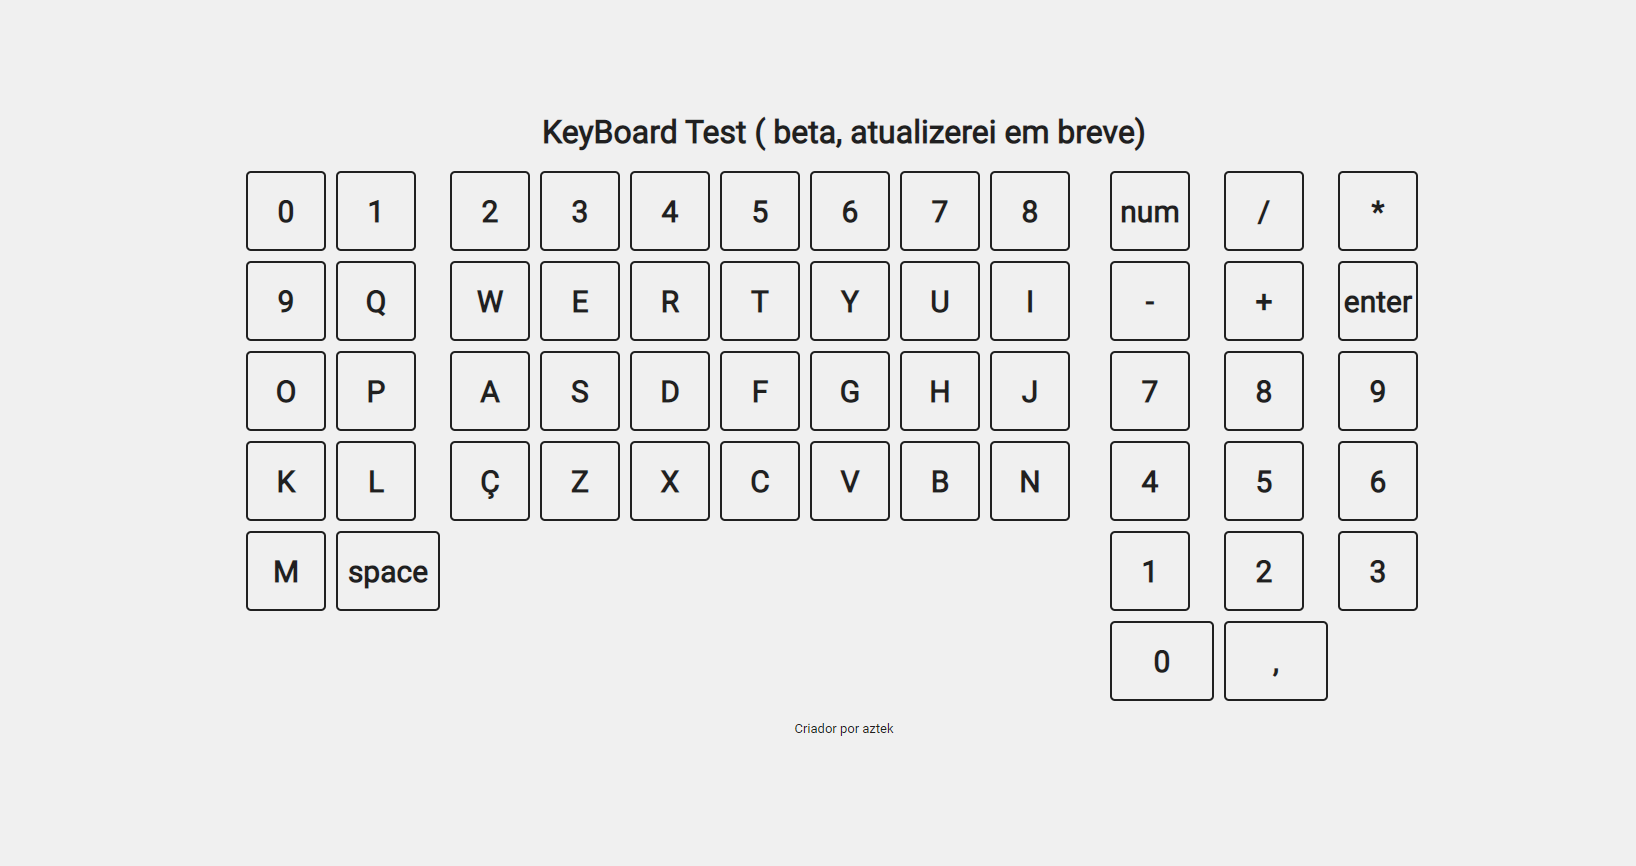 KeyBoard Test ( beta, atualizerei em breve)
0 1 2 3 4 5 6 7 8 num / *
9 Q W E R T Y U I - + enter
O P A S D F G H J 7 8 9
K L Ç Z X C V B N 4 5 6
M space 1 2 3
0 ,
Criador por aztek